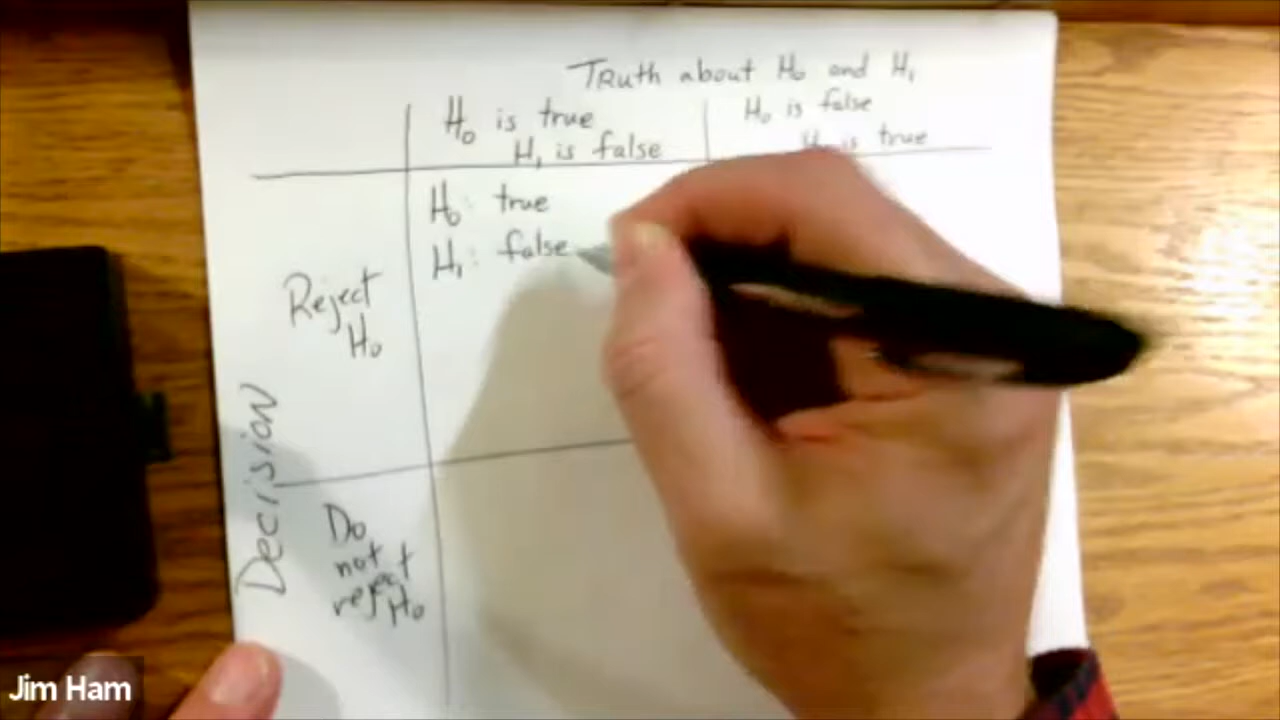 Truth about H₀ and H₁
H₀ is true
H₁ is false
H₀ is false
is true
H₀: true
H₁: false
Reject
H₀
Decision
Do
not
reject
H₀
Jim Ham